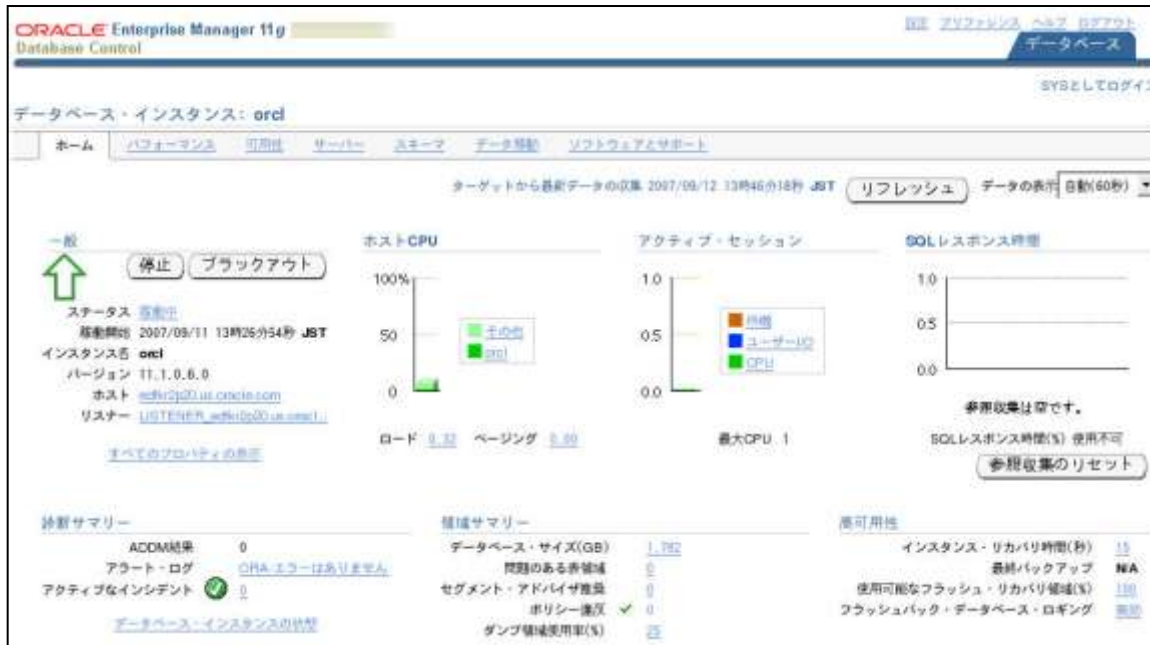 ORACLE Enterprise Manager 11g
Database Control
設定 プリファレンス ヘルプ ログアウト
データベース
SYSとしてログイン
データベース・インスタンス: orcl
ホーム パフォーマンス 可用性 サーバー スキーマ データ移動 ソフトウェアとサポート
ターゲットから最新データの収集 2007/09/12 13時46分18秒 JST リフレッシュ データの表示 自動(60秒)
一般
停止 ブラックアウト
ステータス 稼動中
稼動開始 2007/09/11 13時26分54秒 JST
インスタンス名 orcl
バージョン 11.1.0.6.0
ホスト edrkr2p20.us.oracle.com
リスナー
すべてのプロパティの表示
ホストCPU
100%
50
0
その他
orcl
ロード 0.32 ページング 0.00
アクティブ・セッション
1.0
0.5
0.0
待機
ユーザーI/O
CPU
最大CPU 1
SQLレスポンス時間
1.0
0.5
0.0
参照収集は空です。
SQLレスポンス時間(%) 使用不可
参照収集のリセット
診断サマリー
ADDM結果 0
アラート・ログ ORA-エラーはありません
アクティブなインシデント 0
データベース・インスタンスの状態
領域サマリー
データベース・サイズ(GB) 1.782
問題のある表領域 0
セグメント・アドバイザ推奨 0
ポリシー違反 0
ダンプ領域使用率(%) 25
高可用性
インスタンス・リカバリ時間(秒) 15
最終バックアップ N/A
使用可能なフラッシュ・リカバリ領域(%) 100
フラッシュバック・データベース・ロギング 無効